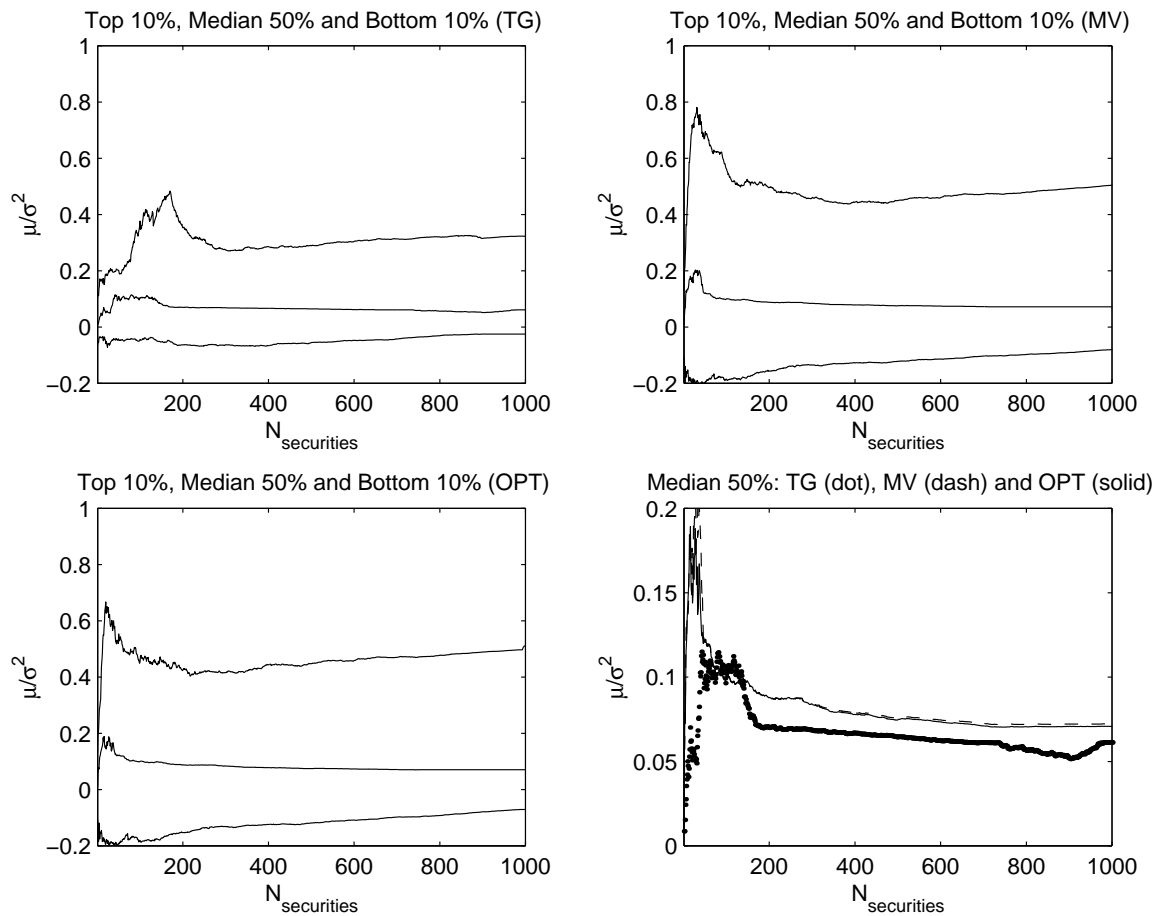 Top 10%, Median 50% and Bottom 10% (TG)
1
0.8
0.6
0.4
0.2
0
−0.2
μ/σ²
200 400 600 800 1000
N_securities
Top 10%, Median 50% and Bottom 10% (MV)
1
0.8
0.6
0.4
0.2
0
−0.2
μ/σ²
200 400 600 800 1000
N_securities
Top 10%, Median 50% and Bottom 10% (OPT)
1
0.8
0.6
0.4
0.2
0
−0.2
μ/σ²
200 400 600 800 1000
N_securities
Median 50%: TG (dot), MV (dash) and OPT (solid)
0.2
0.15
0.1
0.05
0
μ/σ²
200 400 600 800 1000
N_securities